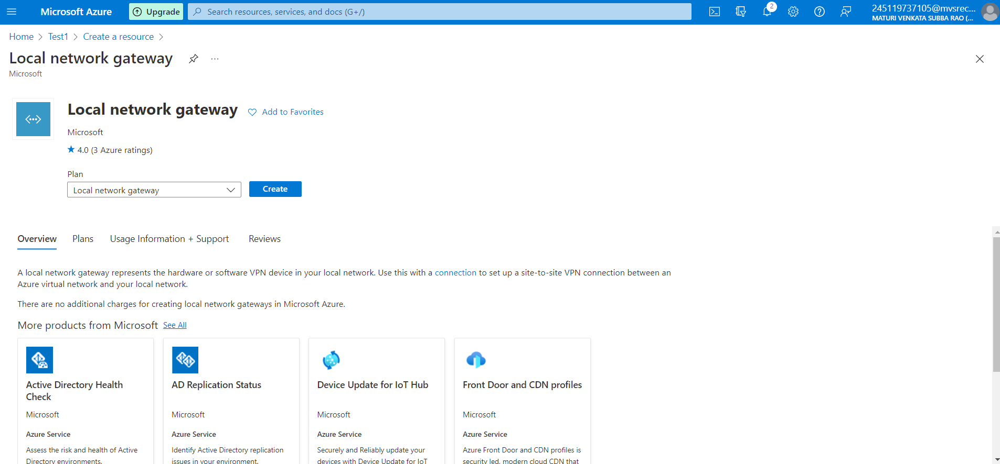 Microsoft Azure
Upgrade
Search resources, services, and docs (G+/)
2
245119737105@mvsrec...
MATURI VENKATA SUBBA RAO (...
Home > Test1 > Create a resource >
Local network gateway
...
Microsoft
Local network gateway
Add to Favorites
Microsoft
4.0 (3 Azure ratings)
Plan
Local network gateway
Create
Overview
Plans
Usage Information + Support
Reviews
A local network gateway represents the hardware or software VPN device in your local network. Use this with a connection to set up a site-to-site VPN connection between an
Azure virtual network and your local network.
There are no additional charges for creating local network gateways in Microsoft Azure.
More products from Microsoft See All
Active Directory Health
Check
Microsoft
Azure Service
Assess the risk and health of Active
Directory environments.
AD Replication Status
Microsoft
Azure Service
Identify Active Directory replication
issues in your environment.
Device Update for IoT Hub
Microsoft
Azure Service
Securely and Reliably update your
devices with Device Update for IoT
Front Door and CDN profiles
Microsoft
Azure Service
Azure Front Door and CDN profiles is
security led, modern cloud CDN that